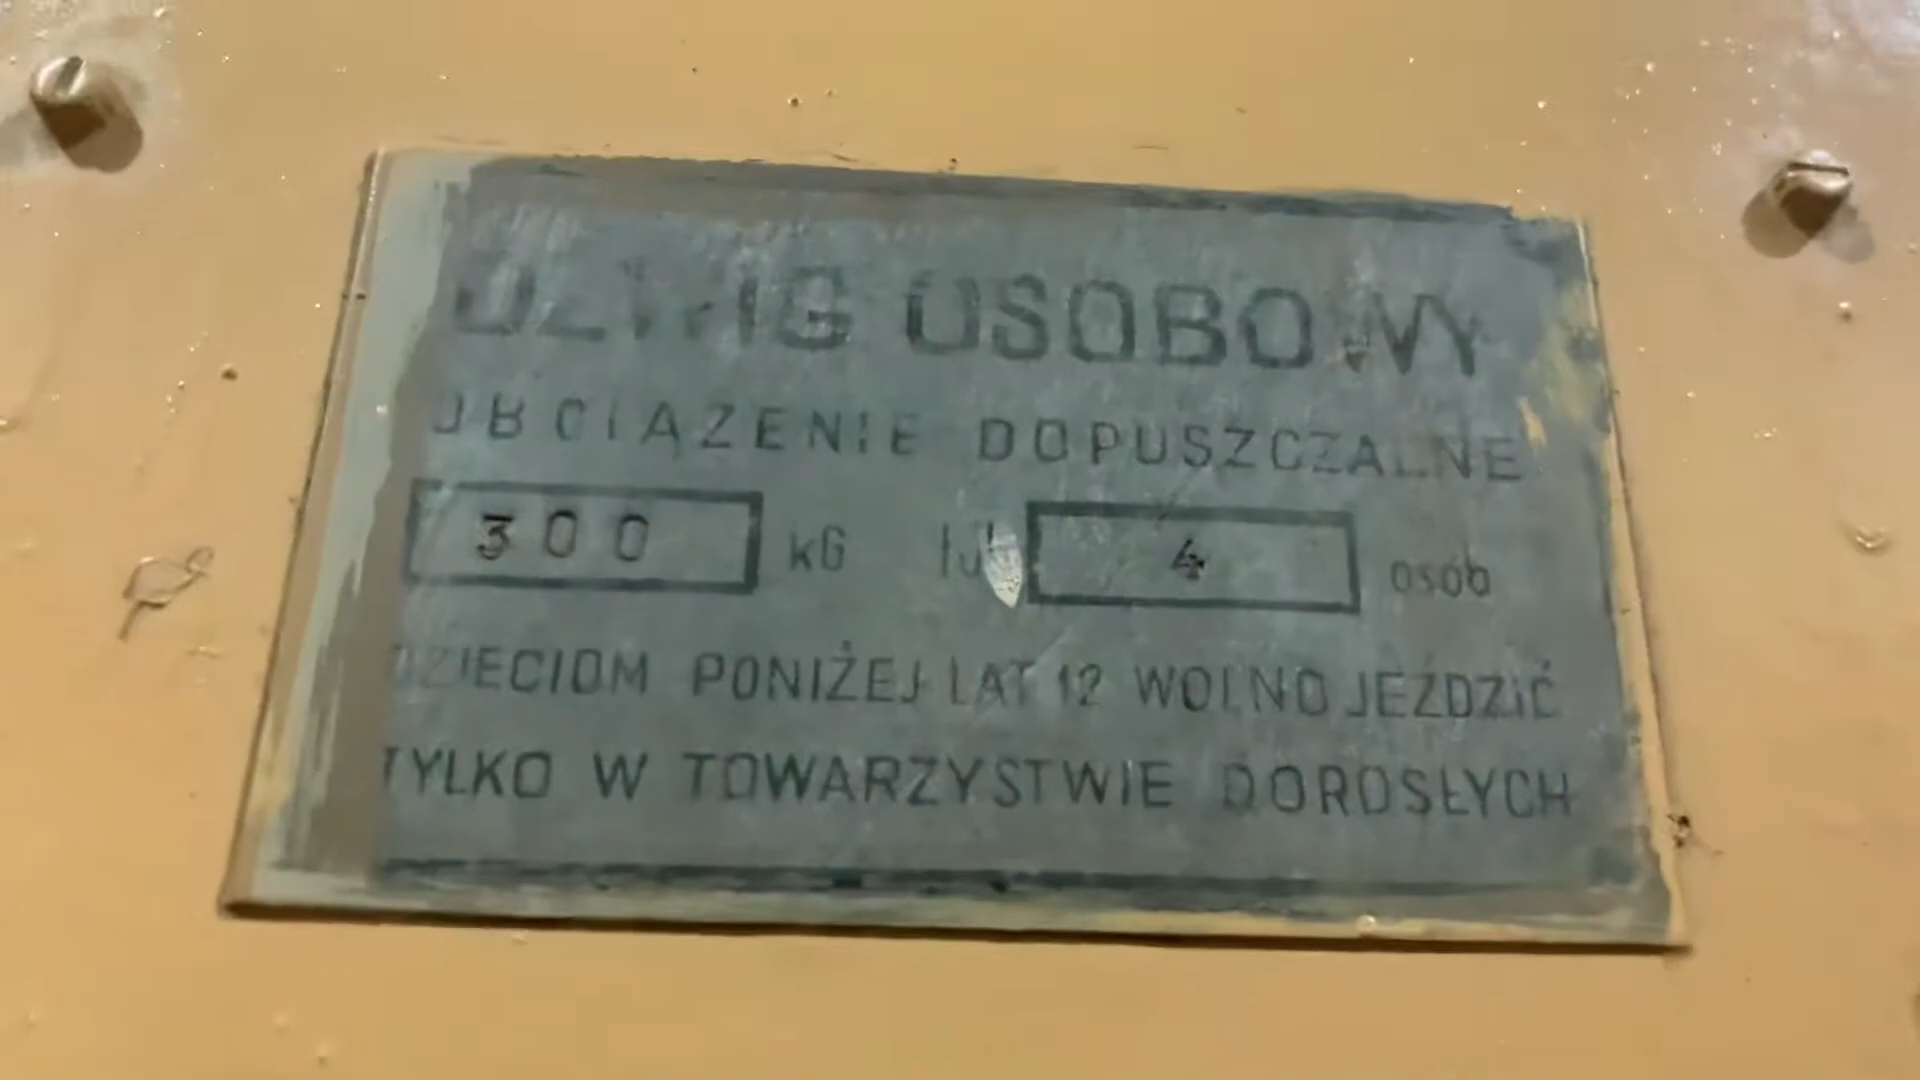 DŹWIG OSOBOWY
OBCIĄŻENIE DOPUSZCZALNE
300 kG lub 4 osób
DZIECIOM PONIŻEJ LAT 12 WOLNO JEŹDZIĆ
TYLKO W TOWARZYSTWIE DOROSŁYCH